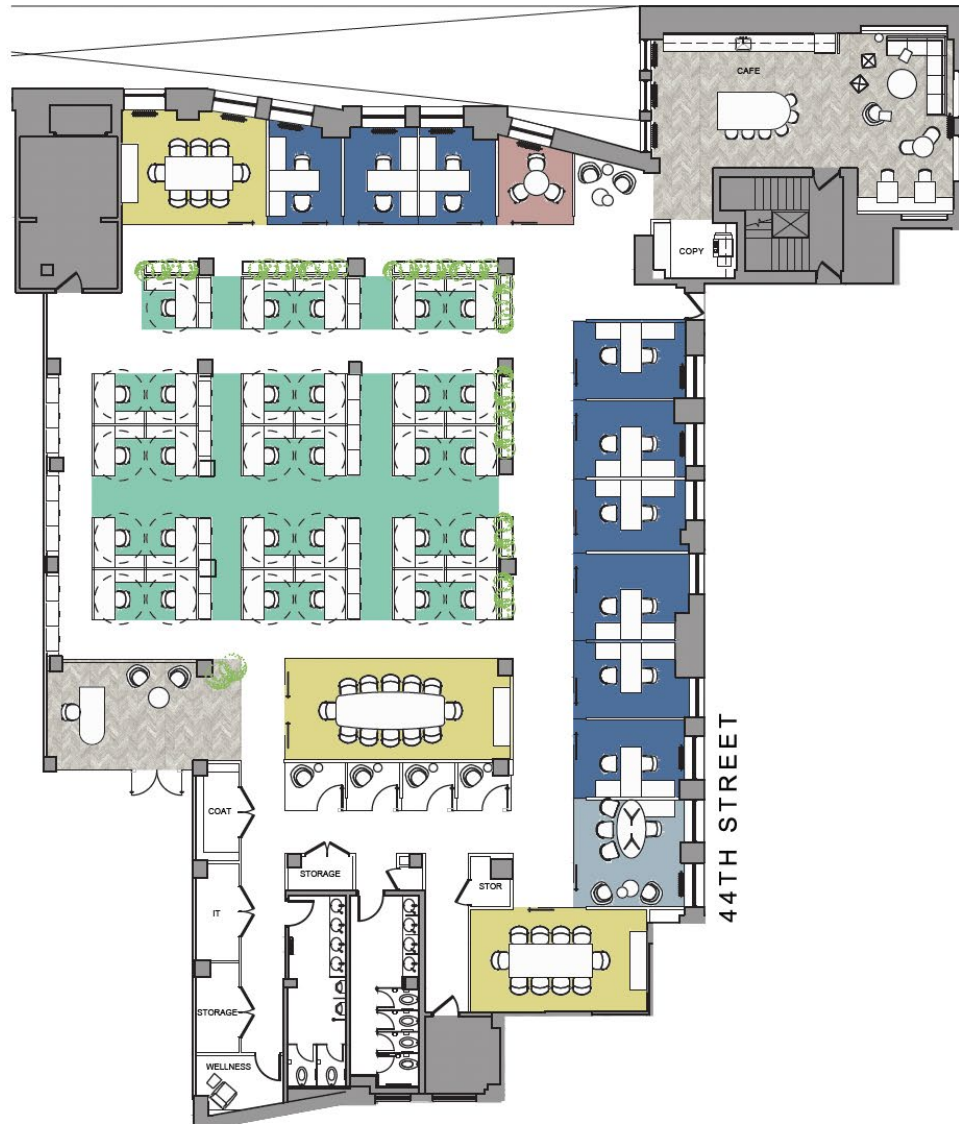 CAFE
COPY
44TH STREET
COAT
STORAGE
STOR
IT
STORAGE
WELLNESS